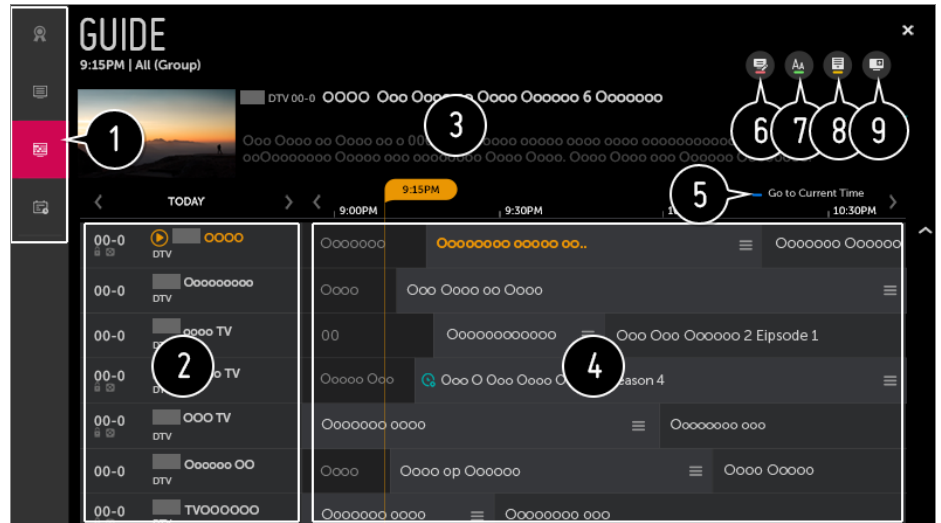 GUIDE
×
9:15PM | All (Group)
DTV 00-0 OOOO Ooo Oooooo Oooo Oooooo 6 Ooooooo
1
3
6
7
8
9
Go to Current Time
5
9:15PM
TODAY
9:00PM
9:30PM
10:30PM
00-0 OOOO
DTV
Ooooooo
Oooooooo ooooo oo..
Ooooooo Oooooo
00-0 Ooooooooo
DTV
Oooo
Ooo Oooo oo Oooo
00-0 oooo TV
00
Oooooooooooo
Ooo Ooo Oooooo 2 Eipsode 1
00-0 TV
2
Ooooo Ooo
Ooo O Ooo Oooo
4
eason 4
00-0 OOO TV
DTV
Ooooooo oooo
Oooooooo ooo
00-0 Oooooo OO
DTV
Oooo
Oooo op Oooooo
Oooo Ooooo
00-0 TVOOOOOO
Ooooooo oooo
Oooooooo ooo